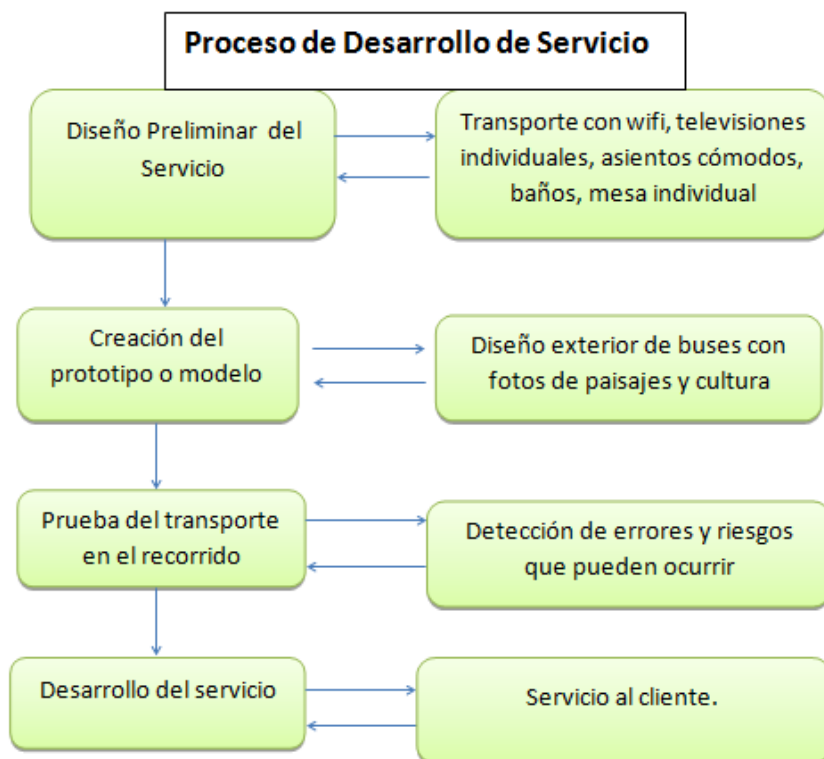 Proceso de Desarrollo de Servicio
Diseño Preliminar del
Servicio
Transporte con wifi, televisiones
individuales, asientos cómodos,
baños, mesa individual
Creación del
prototipo o modelo
Diseño exterior de buses con
fotos de paisajes y cultura
Prueba del transporte
en el recorrido
Detección de errores y riesgos
que pueden ocurrir
Desarrollo del servicio
Servicio al cliente.